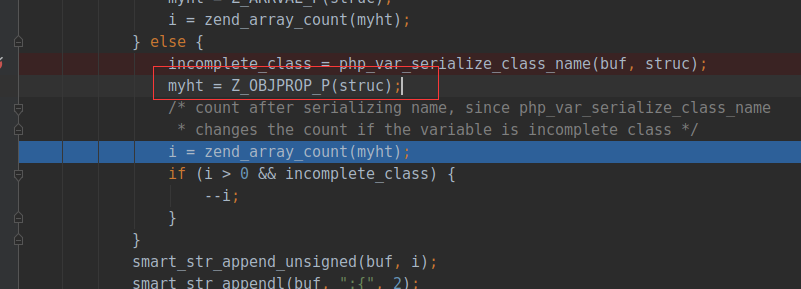 myht = Z_ARRVAL_P(struc);
i = zend_array_count(myht);
} else {
incomplete_class = php_var_serialize_class_name(buf, struc);
myht = Z_OBJPROP_P(struc);
/* count after serializing name, since php_var_serialize_class_name
* changes the count if the variable is incomplete class */
i = zend_array_count(myht);
if (i > 0 && incomplete_class) {
--i;
}
}
smart_str_append_unsigned(buf, i);
smart_str_appendl(buf, ":{", 2);